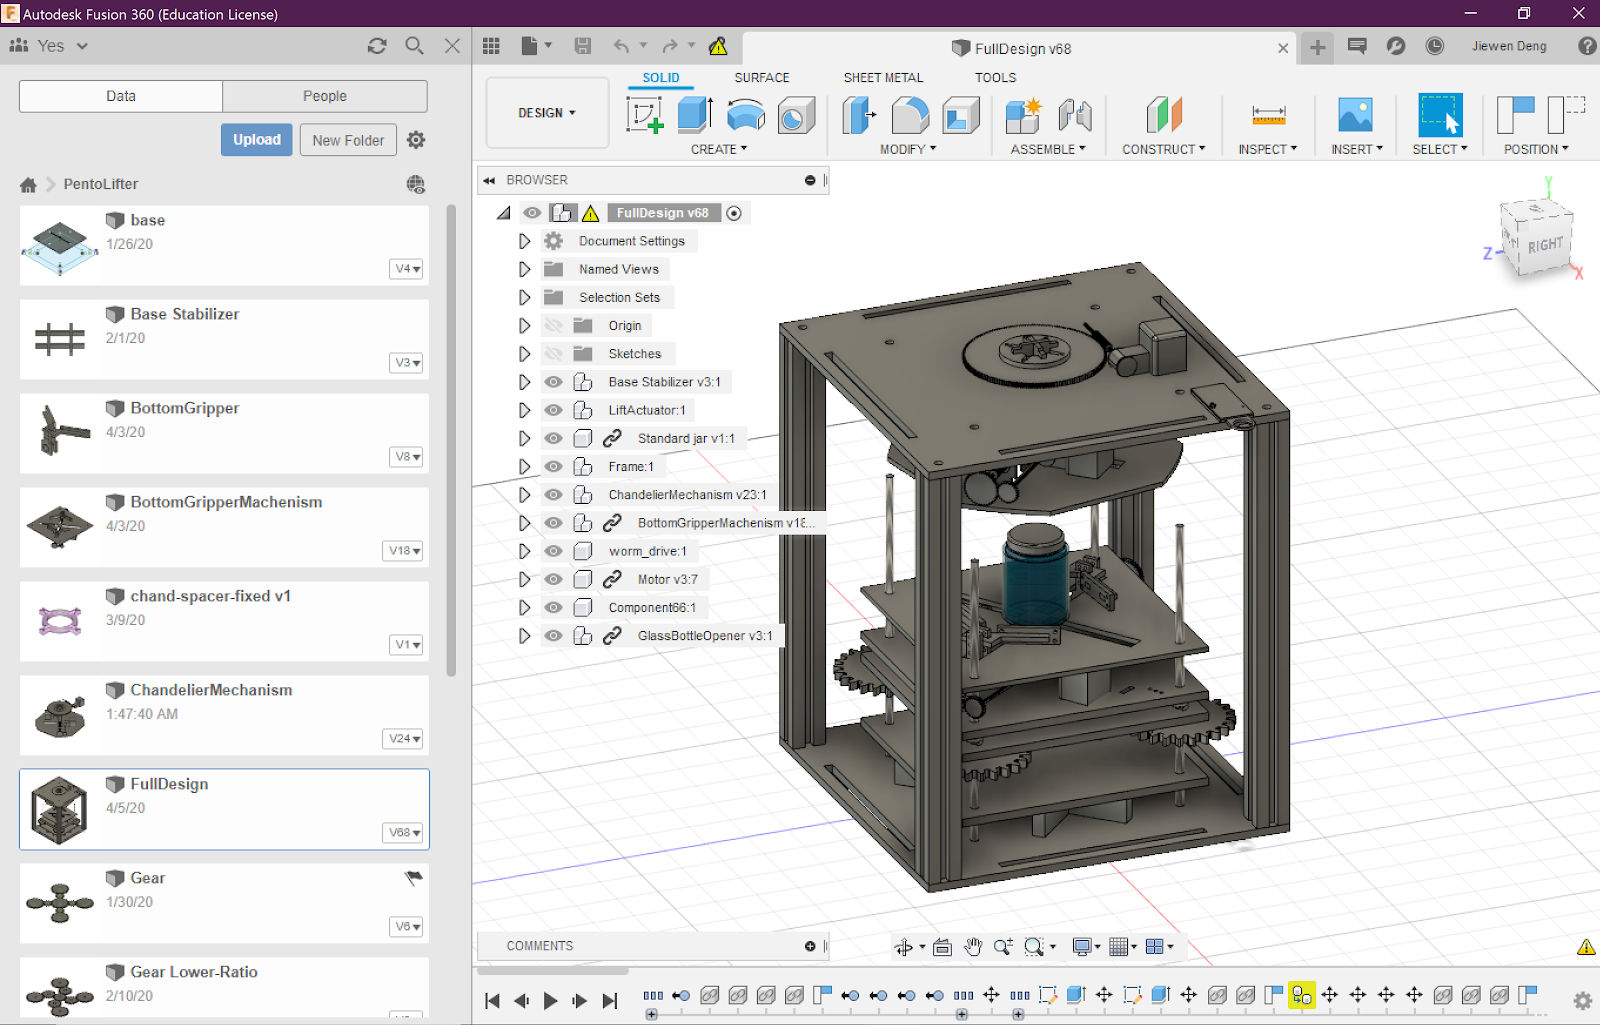 Autodesk Fusion 360 (Education License)
Yes
FullDesign v68
Jiewen Deng
Data
People
Upload
New Folder
PentoLifter
base
1/26/20
V4
Base Stabilizer
2/1/20
V3
BottomGripper
4/3/20
V8
BottomGripperMachenism
4/3/20
V18
chand-spacer-fixed v1
3/9/20
V1
ChandelierMechanism
1:47:40 AM
V24
FullDesign
4/5/20
V68
Gear
1/30/20
V6
Gear Lower-Ratio
2/10/20
DESIGN
SOLID
SURFACE
SHEET METAL
TOOLS
CREATE
MODIFY
ASSEMBLE
CONSTRUCT
INSPECT
INSERT
SELECT
POSITION
BROWSER
FullDesign v68
Document Settings
Named Views
Selection Sets
Origin
Sketches
Base Stabilizer v3:1
LiftActuator:1
Standard jar v1:1
Frame:1
ChandelierMechanism v23:1
BottomGripperMachenism v18...
worm_drive:1
Motor v3:7
Component66:1
GlassBottleOpener v3:1
Y
Z
RIGHT
X
COMMENTS